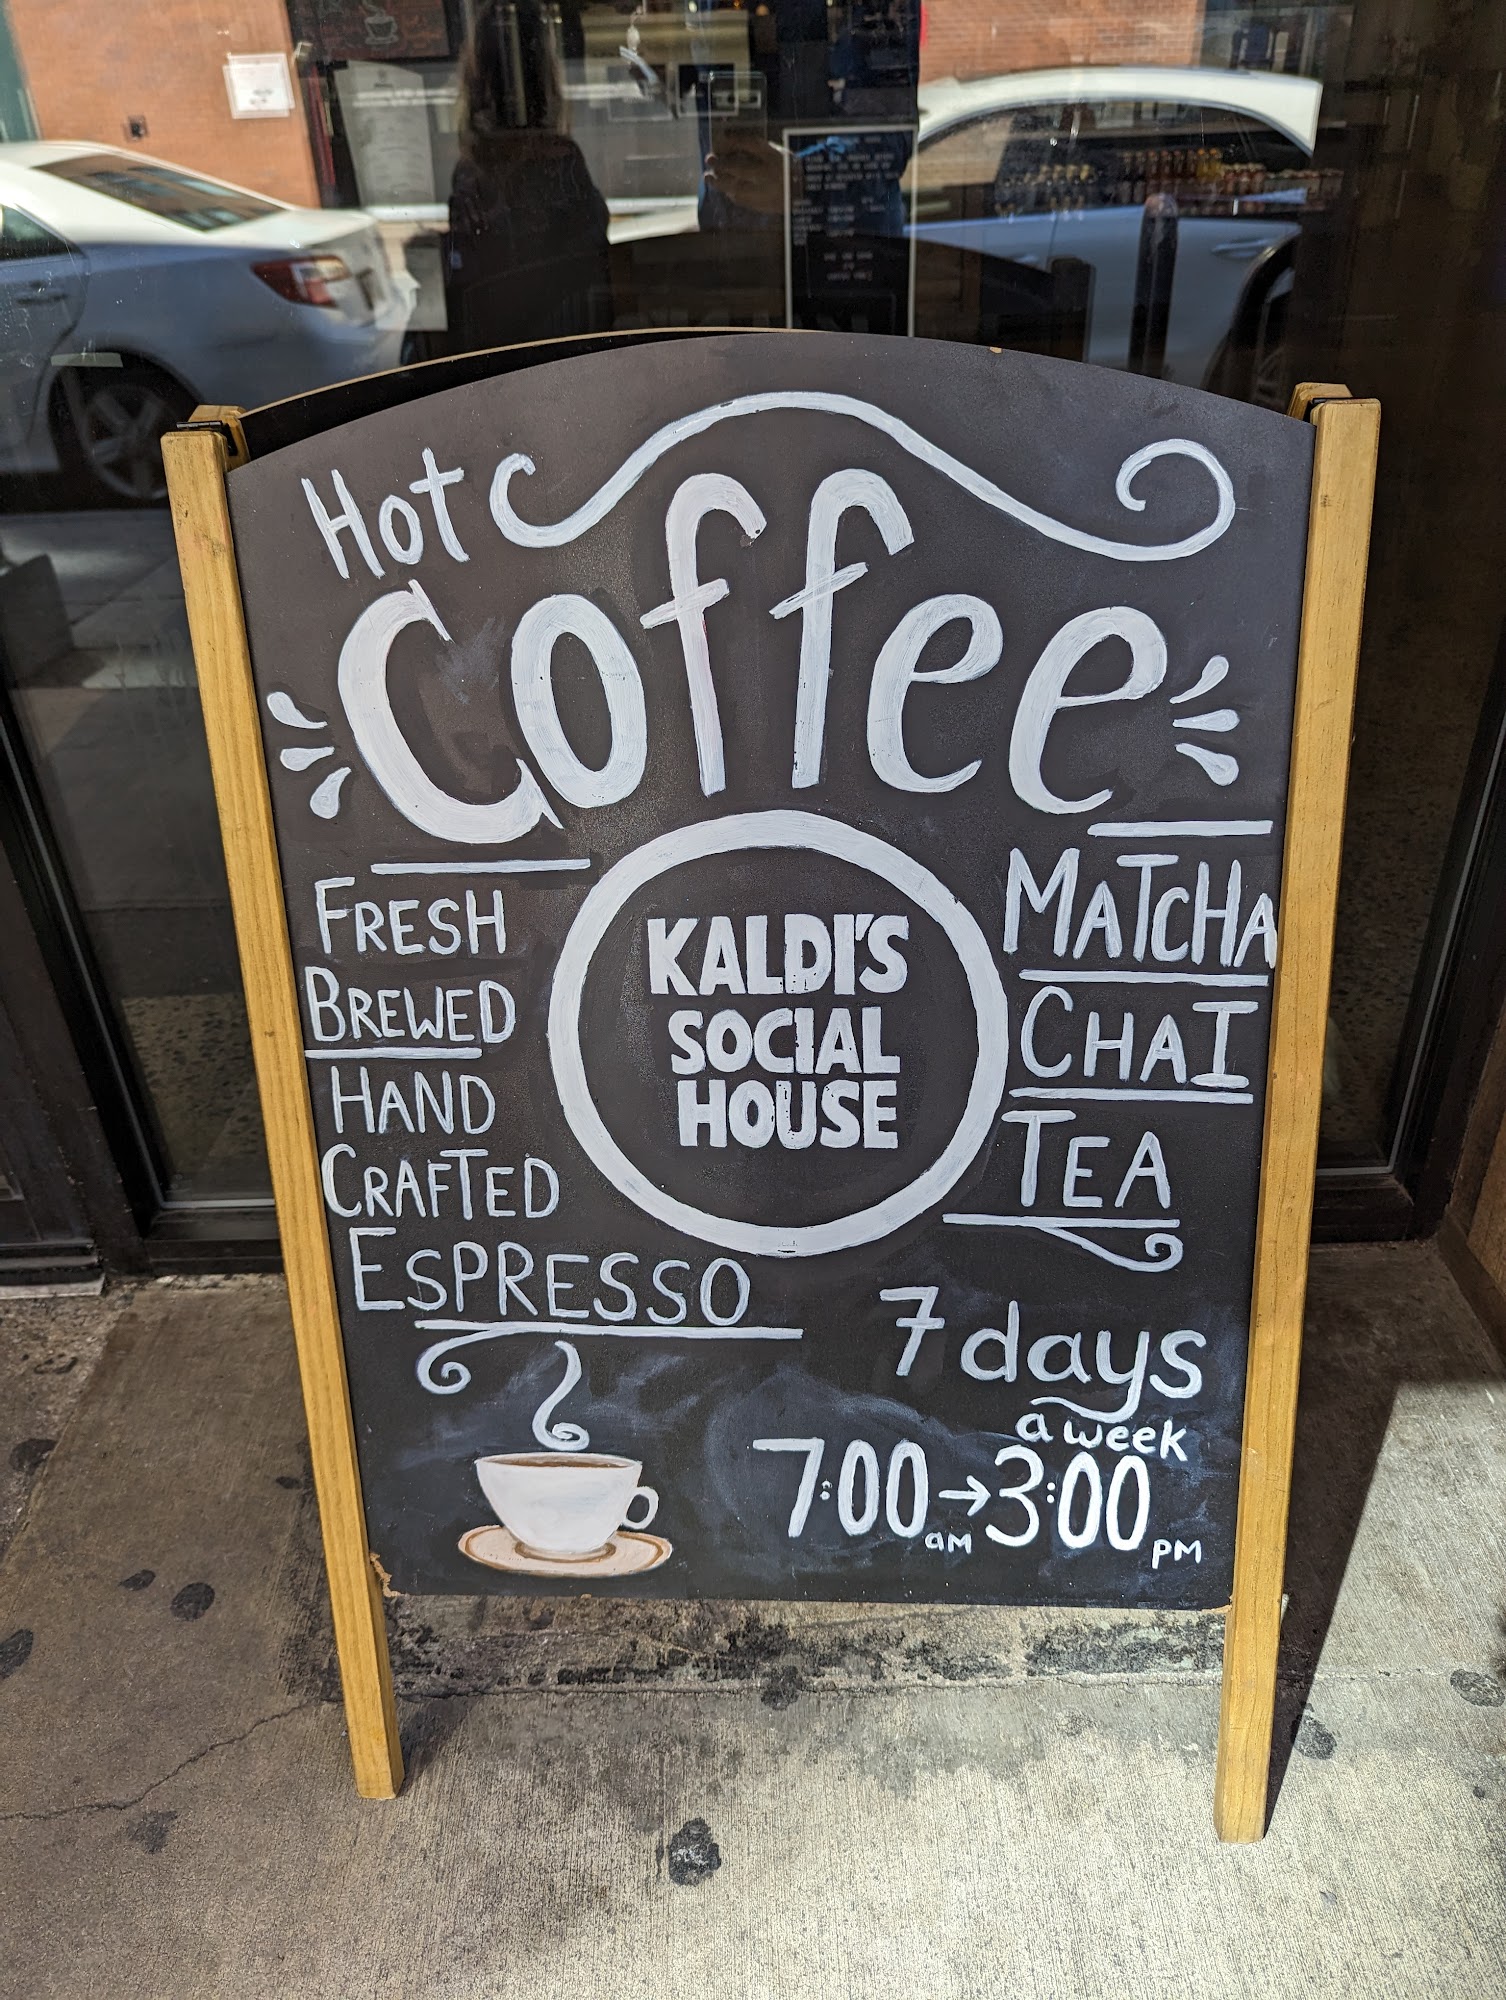 Hot
Coffee
FRESH
BREWED
HAND
CRAFTED
ESPRESSO
KALDI'S
SOCIAL
HOUSE
MATCHA
CHAI
TEA
7 days
a week
7:00 am → 3:00 PM